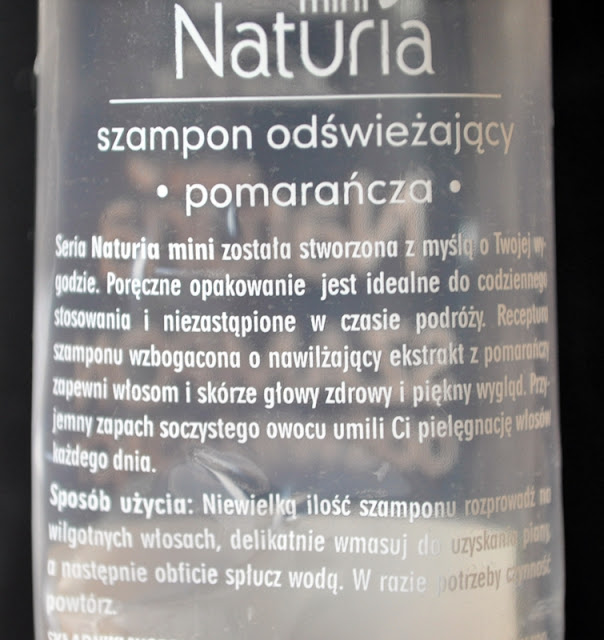 mini
Naturia
szampon odświeżający
• pomarańcza •
Seria Naturia mini została stworzona z myślą o Twojej wy-
godzie. Poręczne opakowanie jest idealne do codziennego
stosowania i niezastąpione w czasie podróży. Receptura
szamponu wzbogacona o nawilżający ekstrakt z pomarańczy
zapewni włosom i skórze głowy zdrowy i piękny wygląd. Przy-
jemny zapach soczystego owocu umili Ci pielęgnację włosów
każdego dnia.
Sposób użycia: Niewielką ilość szamponu rozprowadź na
wilgotnych włosach, delikatnie wmasuj do uzyskania piany,
a następnie obficie spłucz wodą. W razie potrzeby czynność
powtórz.